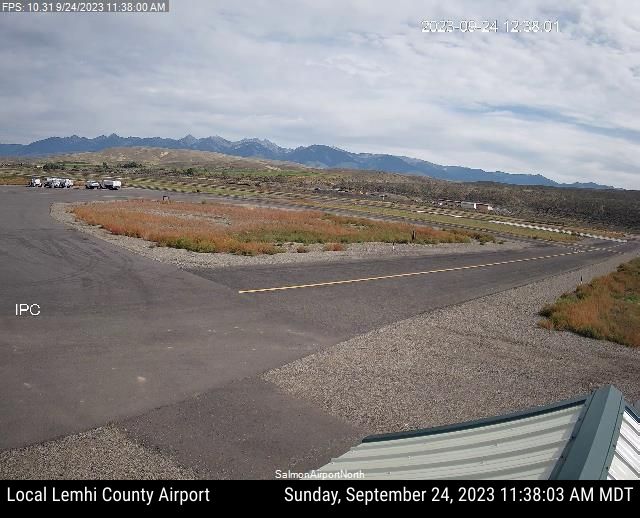 FPS: 10.31 9/24/2023 11:38:00 AM
2023-09-24 12:38:01
IPC
SalmonAirportNorth
Local Lemhi County Airport Sunday, September 24, 2023 11:38:03 AM MDT